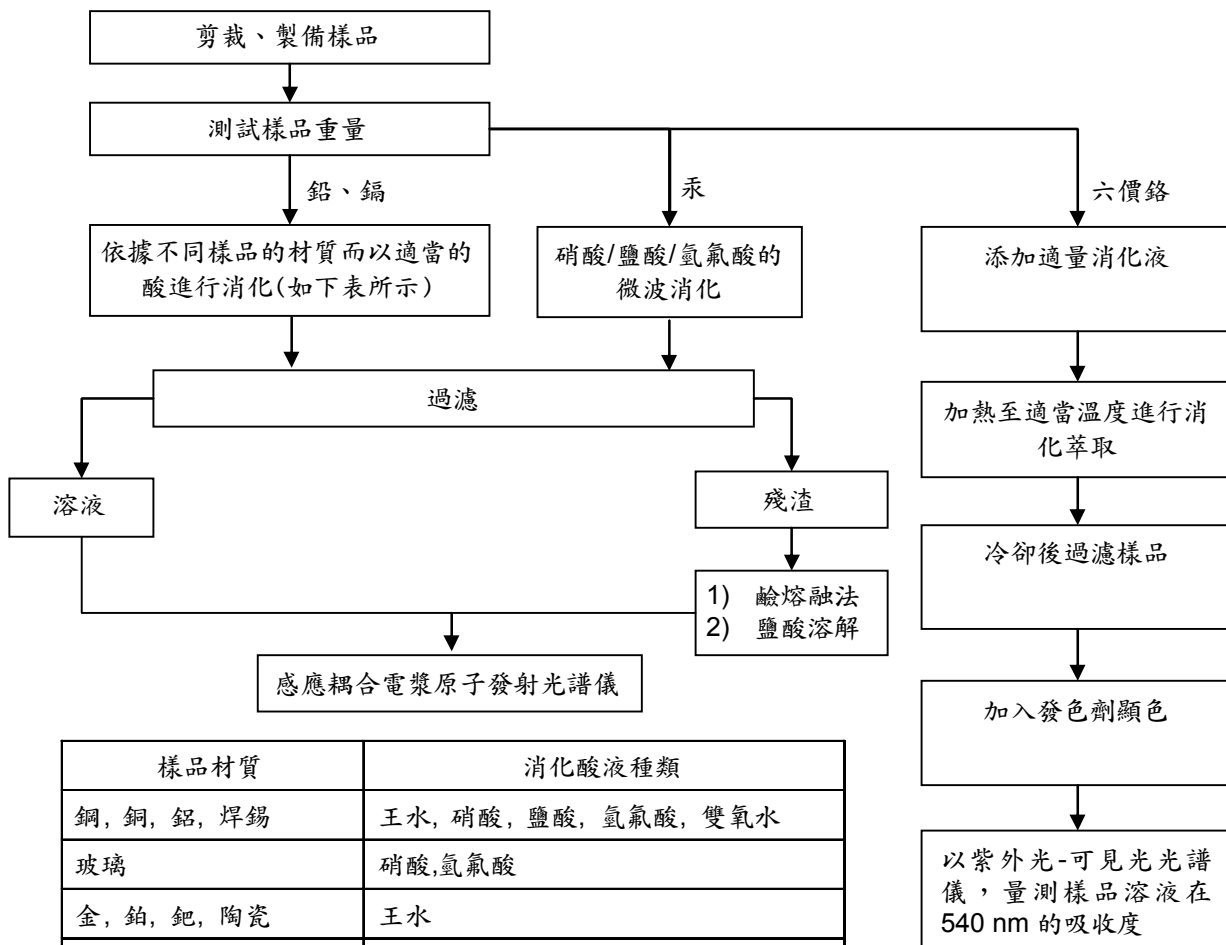 剪裁、製備樣品
測試樣品重量
鉛、鎘
汞
六價鉻
依據不同樣品的材質而以適當的
酸進行消化(如下表所示)
硝酸/鹽酸/氫氟酸的
微波消化
添加適量消化液
過濾
加熱至適當溫度進行消
化萃取
溶液
殘渣
冷卻後過濾樣品
1) 鹼熔融法
2) 鹽酸溶解
感應耦合電漿原子發射光譜儀
加入發色劑顯色
樣品材質 消化酸液種類
鋼, 銅, 鋁, 焊錫 王水, 硝酸, 鹽酸, 氫氟酸, 雙氧水
玻璃 硝酸,氫氟酸
金, 鉑, 鈀, 陶瓷 王水
以紫外光-可見光光譜
儀，量測樣品溶液在
540 nm 的吸收度